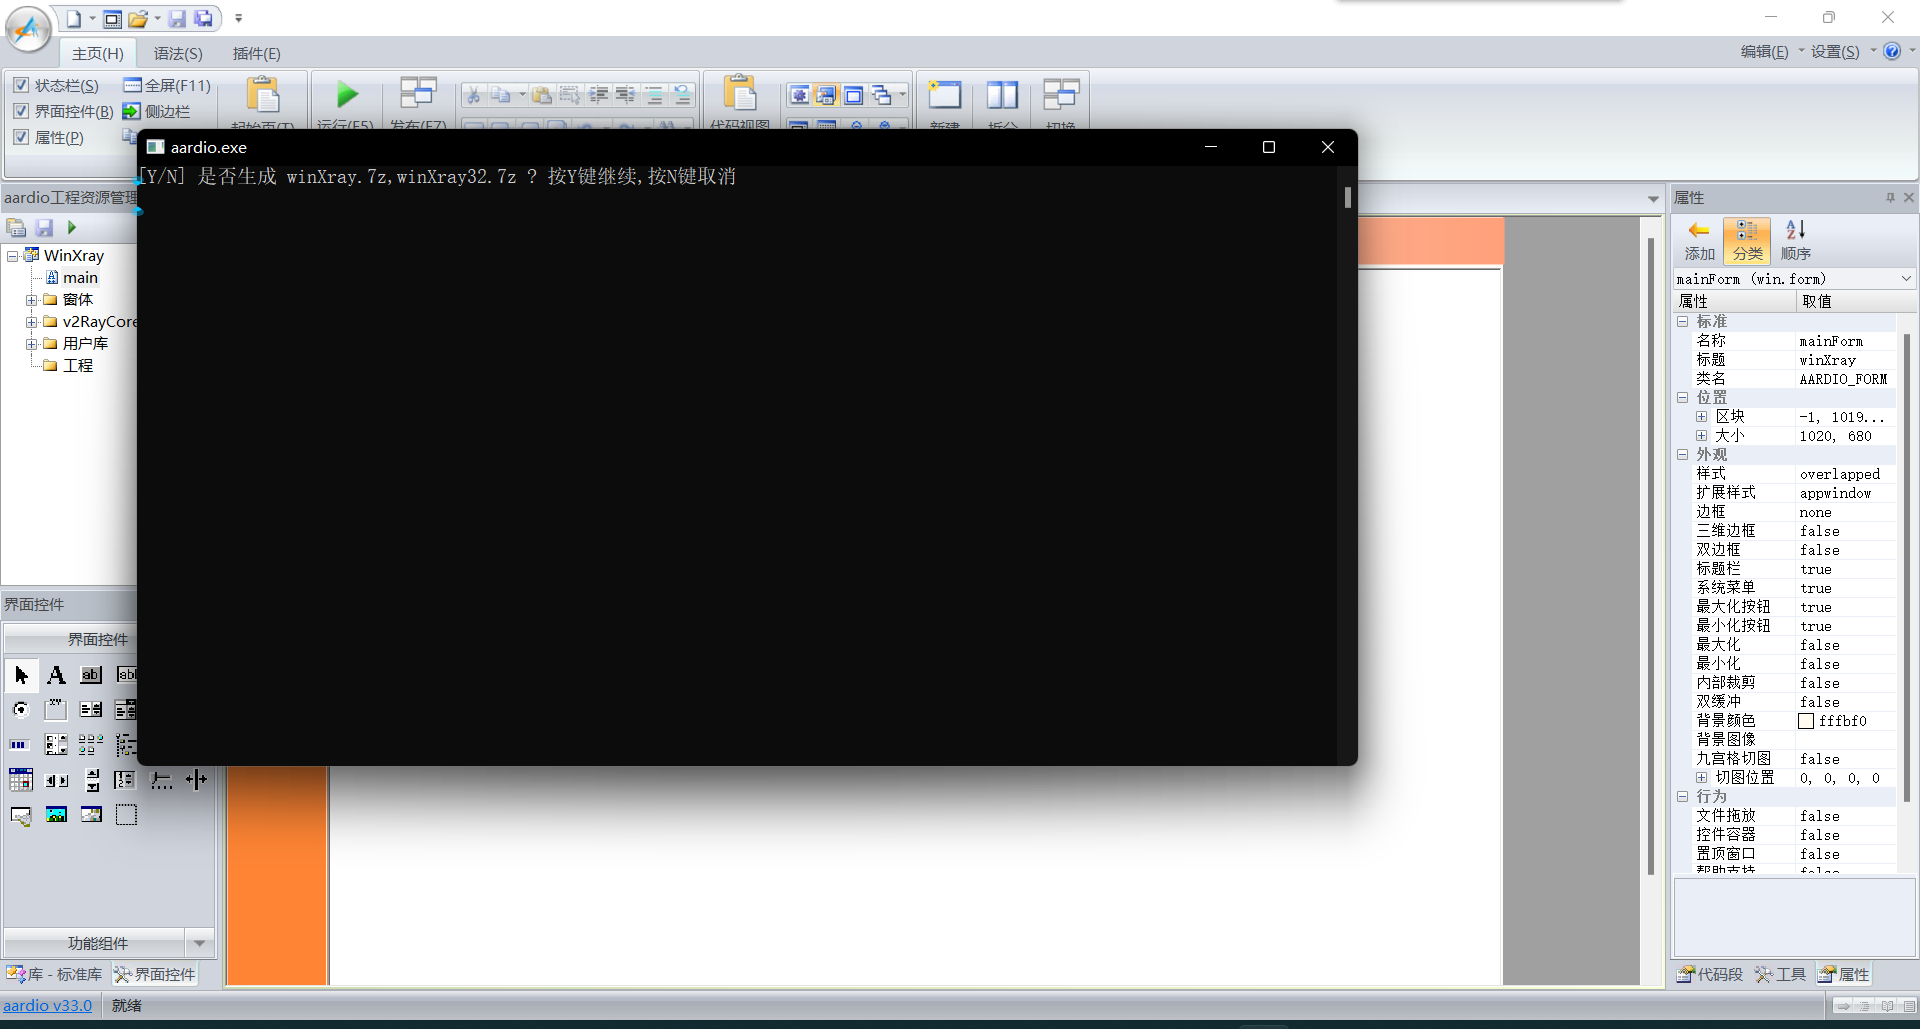 主页(H)
语法(S)
插件(E)
编辑(E)
设置(S)
状态栏(S)
全屏(F11)
界面控件(B)
侧边栏
属性(P)
起始页(T)
运行(F5)
发布(F7)
代码视图
新建
拆分
切换
aardio.exe
[Y/N] 是否生成 winXray.7z,winXray32.7z ? 按Y键继续,按N键取消
aardio工程资源管理
WinXray
main
窗体
v2RayCore
用户库
工程
界面控件
界面控件
功能组件
库 - 标准库
界面控件
aardio v33.0
就绪
属性
添加
分类
顺序
mainForm (win.form)
属性 取值
标准
名称 mainForm
标题 winXray
类名 AARDIO_FORM
位置
区块 -1, 1019...
大小 1020, 680
外观
样式 overlapped
扩展样式 appwindow
边框 none
三维边框 false
双边框 false
标题栏 true
系统菜单 true
最大化按钮 true
最小化按钮 true
最大化 false
最小化 false
内部裁剪 false
双缓冲 false
背景颜色 fffbf0
背景图像
九宫格切图 false
切图位置 0, 0, 0, 0
行为
文件拖放 false
控件容器 false
置顶窗口 false
帮助支持 false
代码段
工具
属性